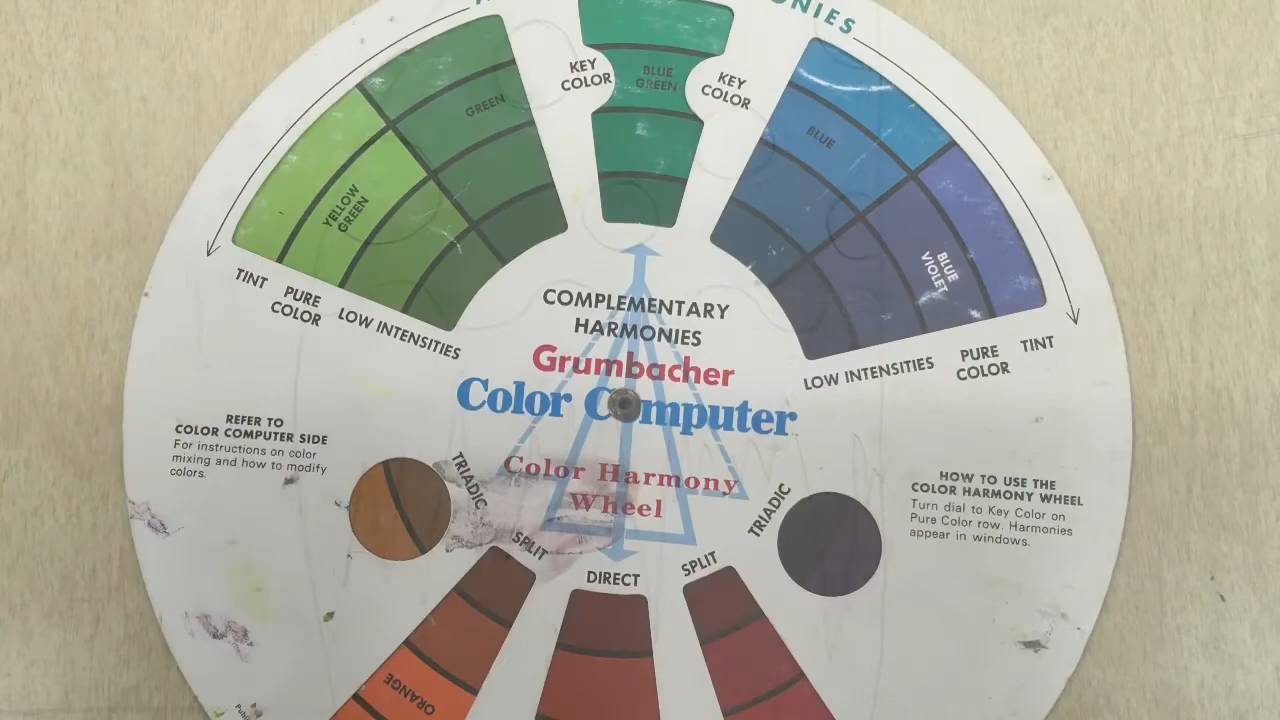 ONIES
KEY
COLOR
BLUE
GREEN
KEY
COLOR
GREEN
BLUE
YELLOW
GREEN
BLUE
VIOLET
TINT
PURE
COLOR
LOW INTENSITIES
LOW INTENSITIES
PURE
COLOR
TINT
COMPLEMENTARY
HARMONIES
Grumbacher
Color Computer
Color Harmony
Wheel
REFER TO
COLOR COMPUTER SIDE
For instructions on color
mixing and how to modify
colors.
HOW TO USE THE
COLOR HARMONY WHEEL
Turn dial to Key Color on
Pure Color row. Harmonies
appear in windows.
TRIADIC
TRIADIC
SPLIT
DIRECT
SPLIT
ORANGE
Publi